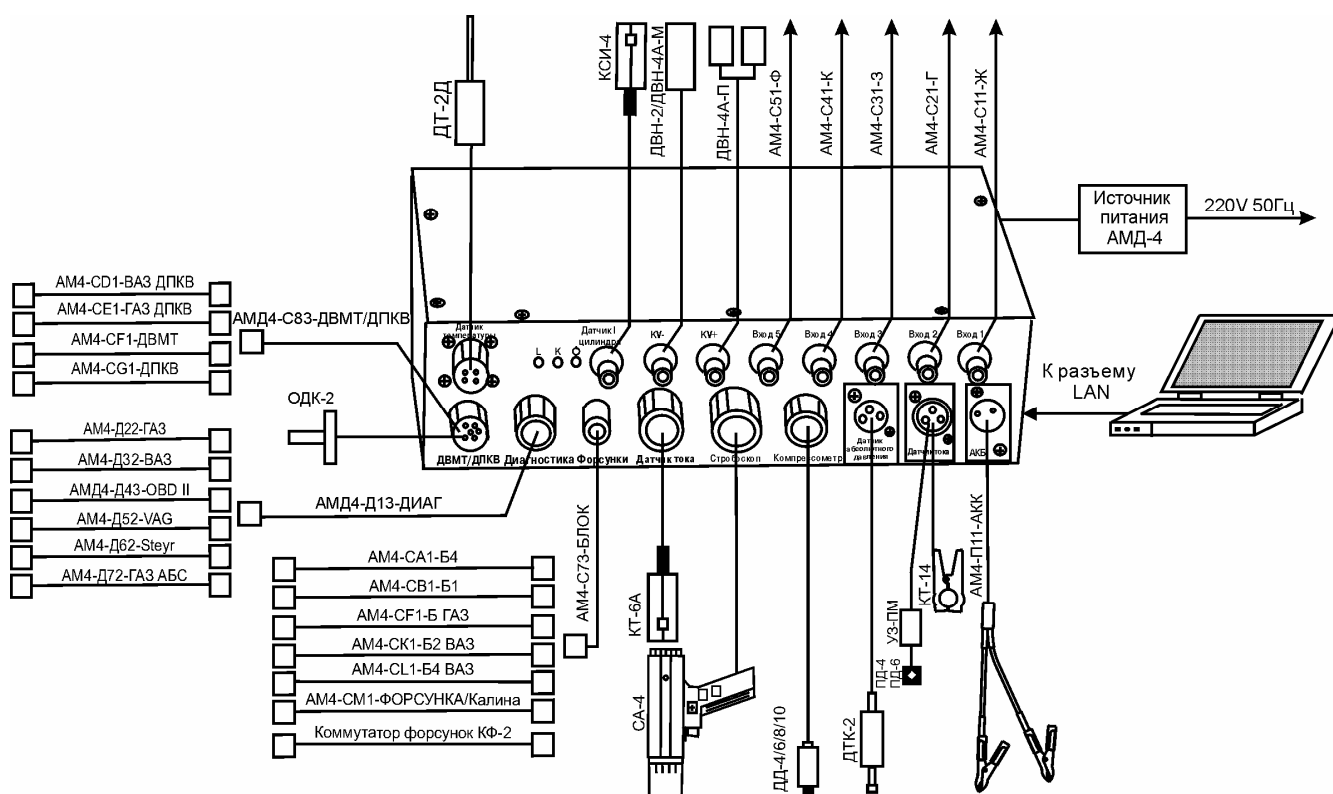 ДТ-2Д
КСИ-4
ДВН-2/ДВН-4А-М
ДВН-4А-П
АМ4-С51-Ф
АМ4-С41-К
АМ4-С31-З
АМ4-С21-Г
АМ4-С11-Ж
Источник
питания
АМД-4
220V 50Гц
АМ4-CD1-ВАЗ ДПКВ
АМ4-CE1-ГАЗ ДПКВ
АМ4-CF1-ДВМТ
АМ4-CG1-ДПКВ
АМД4-С83-ДВМТ/ДПКВ
Датчик
температуры
L
K
Датчик I
цилиндра
KV-
KV+
Вход 5
Вход 4
Вход 3
Вход 2
Вход 1
К разъему
LAN
ОДК-2
ДВМТ/ДПКВ
Диагностика
Форсунки
Датчик тока
Стробоскоп
Компрессометр
Датчик
абсолютного
давления
Датчик тока
АКБ
АМ4-Д22-ГАЗ
АМ4-Д32-ВАЗ
АМД4-Д43-OBD II
АМ4-Д52-VAG
АМ4-Д62-Steyr
АМ4-Д72-ГАЗ АБС
АМД4-Д13-ДИАГ
АМ4-СА1-Б4
АМ4-СВ1-Б1
АМ4-CF1-Б ГАЗ
АМ4-СК1-Б2 ВАЗ
АМ4-CL1-Б4 ВАЗ
АМ4-СМ1-ФОРСУНКА/Калина
Коммутатор форсунок КФ-2
АМ4-С73-БЛОК
КТ-6А
СА-4
ДД-4/6/8/10
ДТК-2
ПД-4
ПД-6
УЗ-ПМ
КТ-14
АМ4-П11-АКК